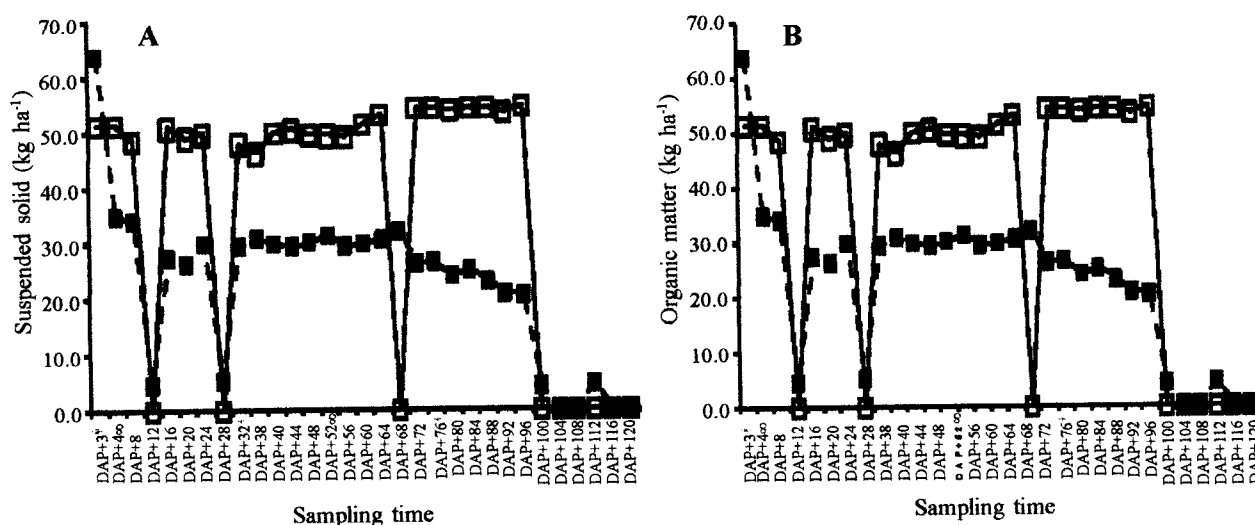 A
Suspended solid (kg ha⁻¹)
70.0
60.0
50.0
40.0
30.0
20.0
10.0
0.0
DAP+3*
DAP+4∞
DAP+8
DAP+12
DAP+16
DAP+20
DAP+24
DAP+28
DAP+32
DAP+38
DAP+40
DAP+44
DAP+48
DAP+52∞
DAP+56
DAP+60
DAP+64
DAP+68
DAP+72
DAP+76
DAP+80
DAP+84
DAP+88
DAP+92
DAP+96
DAP+100
DAP+104
DAP+108
DAP+112
DAP+116
DAP+120
Sampling time
B
Organic matter (kg ha⁻¹)
70.0
60.0
50.0
40.0
30.0
20.0
10.0
0.0
DAP+3*
DAP+4∞
DAP+8
DAP+12
DAP+16
DAP+20
DAP+24
DAP+28
DAP+32
DAP+38
DAP+40
DAP+44
DAP+48
DAP+56
DAP+60
DAP+64
DAP+68
DAP+72
DAP+76
DAP+80
DAP+84
DAP+88
DAP+92
DAP+96
DAP+100
DAP+104
DAP+108
DAP+112
DAP+116
DAP+120
Sampling time